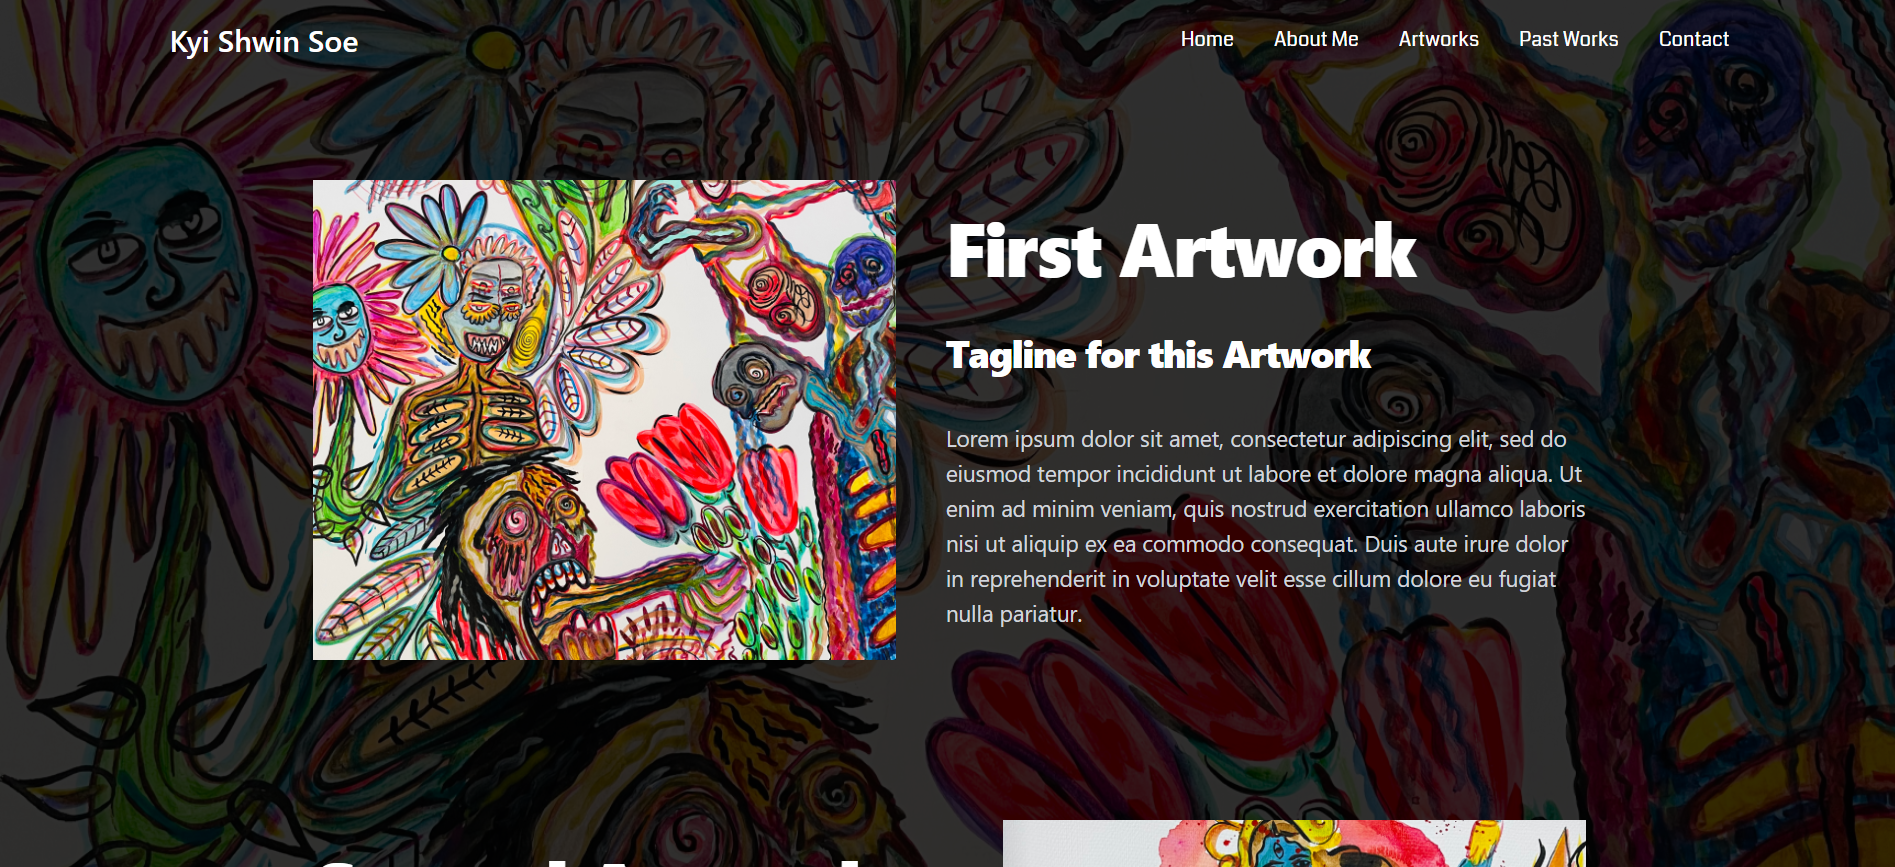 Kyi Shwin Soe
Home About Me Artworks Past Works Contact
First Artwork
Tagline for this Artwork
Lorem ipsum dolor sit amet, consectetur adipiscing elit, sed do
eiusmod tempor incididunt ut labore et dolore magna aliqua. Ut
enim ad minim veniam, quis nostrud exercitation ullamco laboris
nisi ut aliquip ex ea commodo consequat. Duis aute irure dolor
in reprehenderit in voluptate velit esse cillum dolore eu fugiat
nulla pariatur.